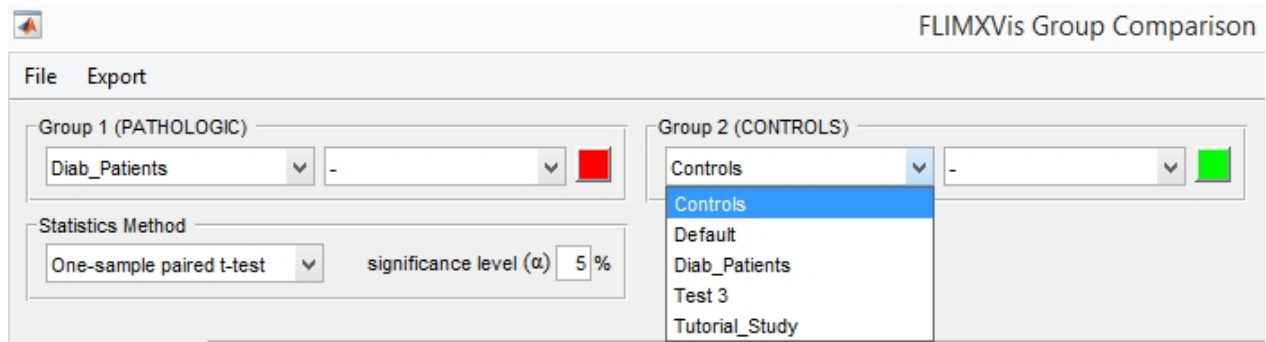 FLIMXVis Group Comparison
File Export
Group 1 (PATHOLOGIC)
Diab_Patients
-
Group 2 (CONTROLS)
Controls
-
Controls
Default
Diab_Patients
Test 3
Tutorial_Study
Statistics Method
One-sample paired t-test
significance level (α) 5 %